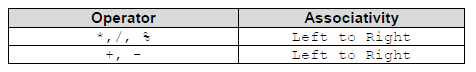 Operator Associativity
*,/, % Left to Right
+, - Left to Right